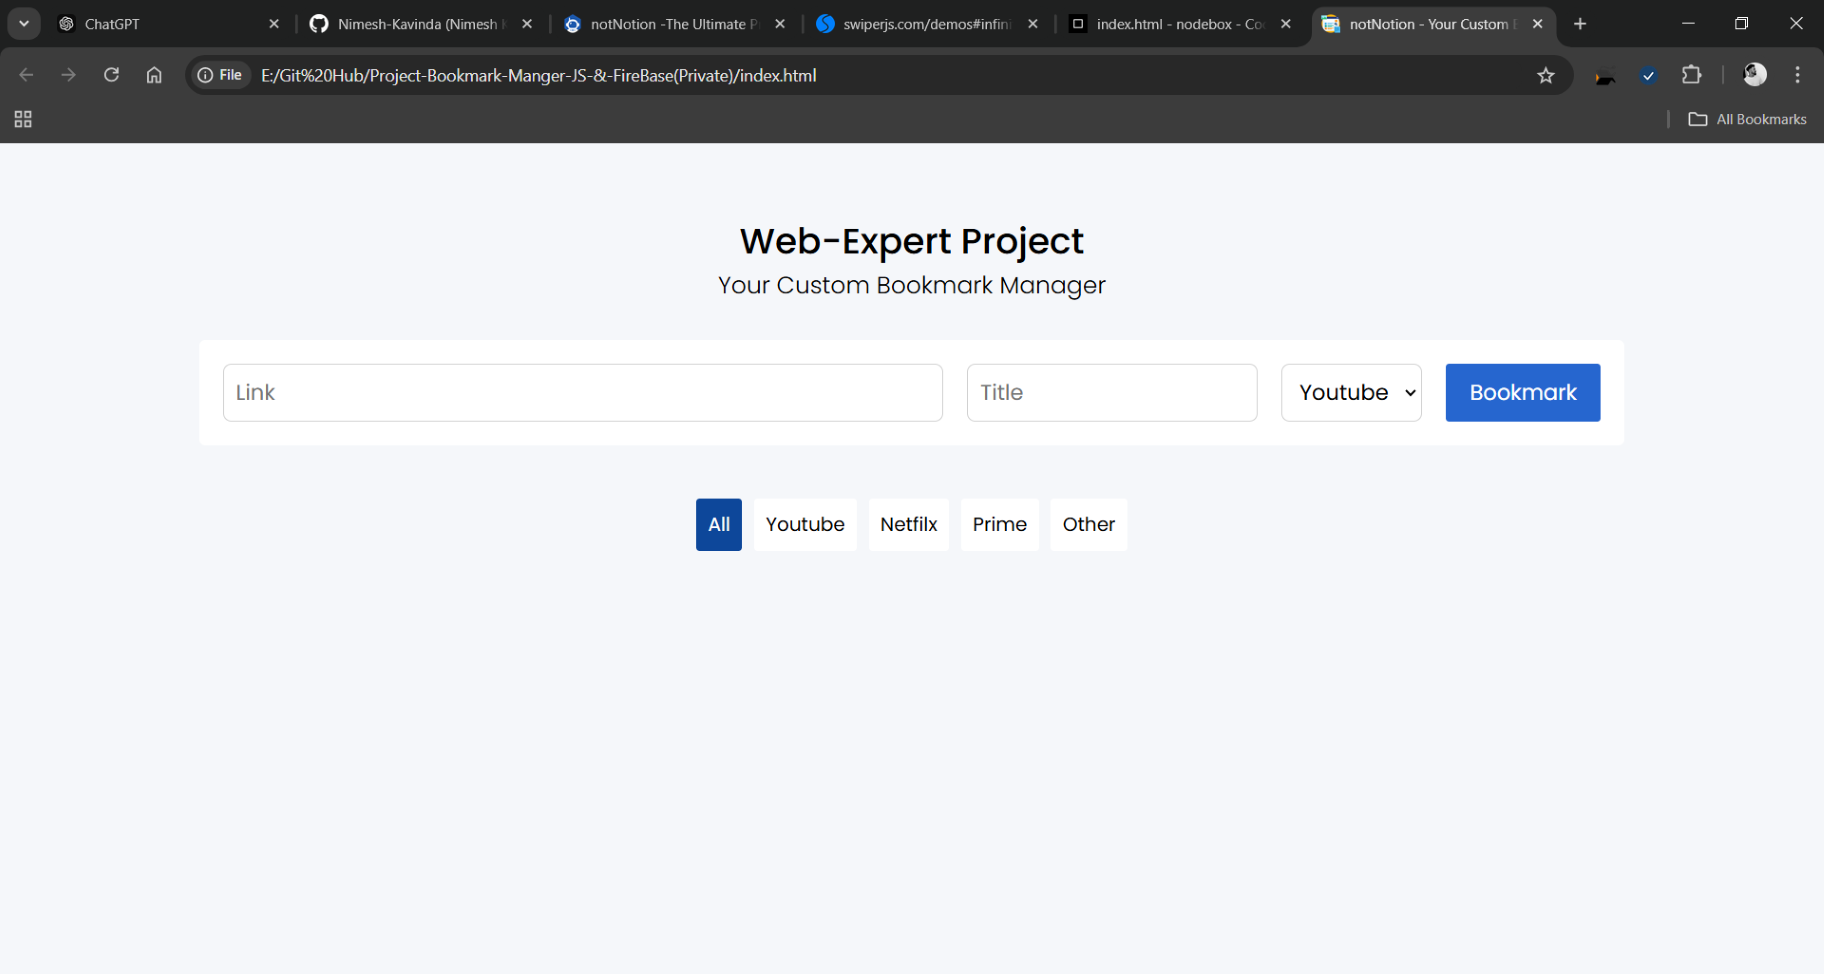 ChatGPT
Nimesh-Kavinda (Nimesh K
notNotion -The Ultimate P
swiperjs.com/demos#infini
index.html - nodebox - Co
notNotion - Your Custom B
File
E:/Git%20Hub/Project-Bookmark-Manger-JS-&-FireBase(Private)/index.html
All Bookmarks
Web-Expert Project
Your Custom Bookmark Manager
Link
Title
Youtube
Bookmark
All
Youtube
Netfilx
Prime
Other